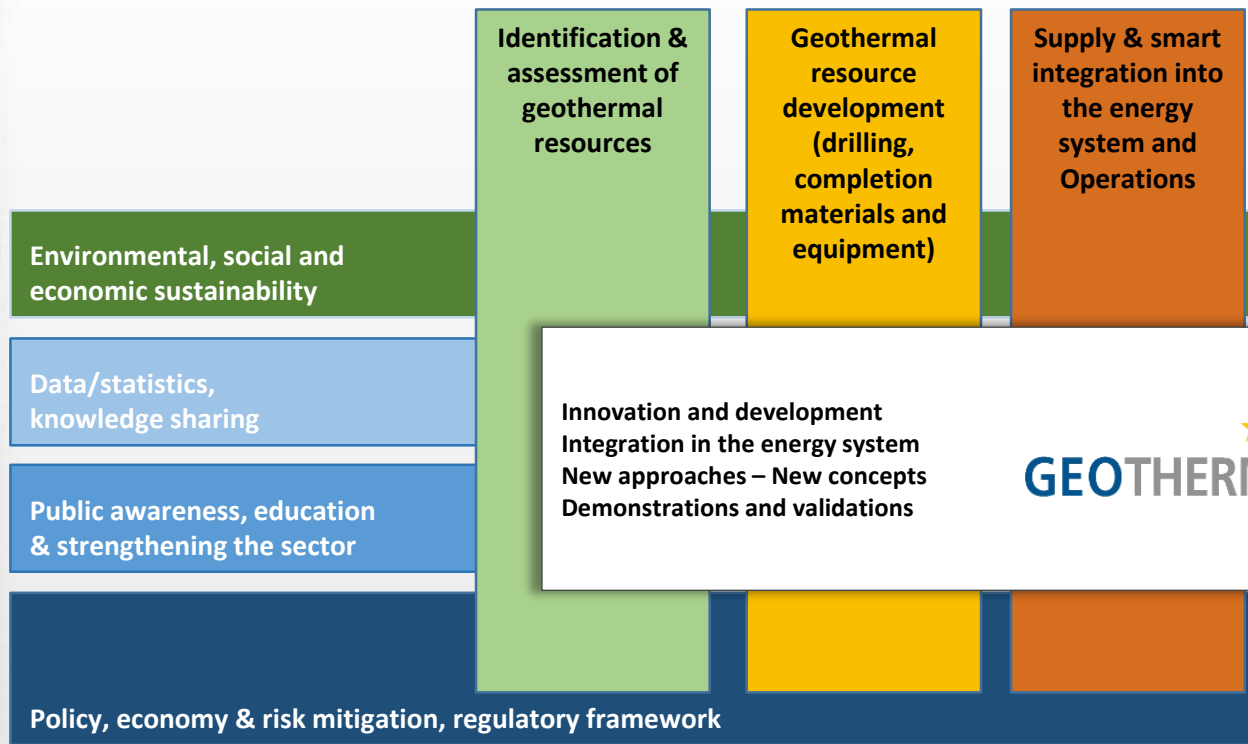 Identification &
assessment of
geothermal
resources
Geothermal
resource
development
(drilling,
completion
materials and
equipment)
Supply & smart
integration into
the energy
system and
Operations
Environmental, social and
economic sustainability
Data/statistics,
knowledge sharing
Public awareness, education
& strengthening the sector
Innovation and development
Integration in the energy system
New approaches – New concepts
Demonstrations and validations
Policy, economy & risk mitigation, regulatory framework